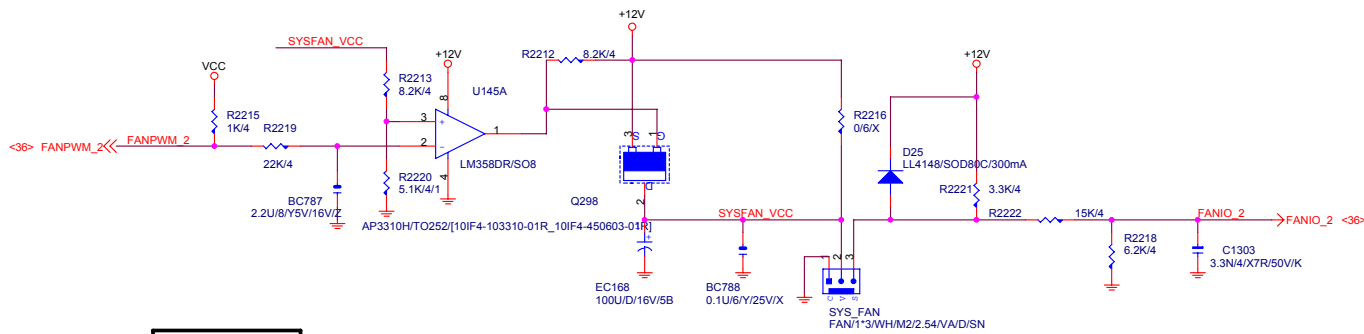 +12V
SYSFAN_VCC
R2212
8.2K/4
+12V
+12V
VCC
R2213
8.2K/4
U145A
8
R2215
1K/4
R2219
3
+
1
2
-
LM358DR/SO8
4
3
1
S
G
D
2
R2216
0/6/X
D25
LL4148/SOD80C/300mA
<36>
FANPWM_2
FANPWM_2
22K/4
R2220
5.1K/4/1
R2221
3.3K/4
BC787
2.2U/8/Y5V/16V/Z
Q298
AP3310H/TO252/[10IF4-103310-01R_10IF4-450603-01R]
SYSFAN_VCC
R2222
15K/4
FANIO_2
FANIO_2
<36>
R2218
6.2K/4
C1303
3.3N/4/X7R/50V/K
+
EC168
100U/D/16V/5B
BC788
0.1U/6/Y/25V/X
1
2
3
C
V
S
SYS_FAN
FAN/1*3/WH/M2/2.54/VA/D/SN